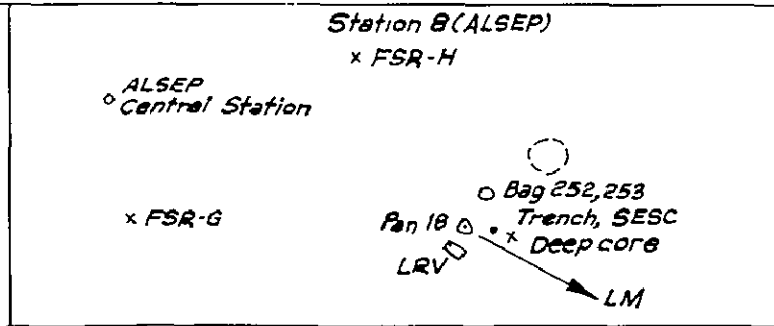 Station 8 (ALSEP)
x FSR-H
ALSEP
Central Station
Bag 252,253
x FSR-G
Pan 18
Trench, SESC
x Deep core
LRV
LM